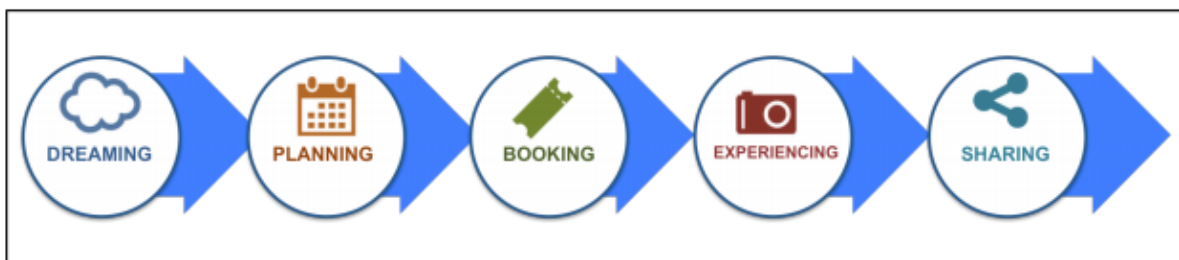 DREAMING
PLANNING
BOOKING
EXPERIENCING
SHARING